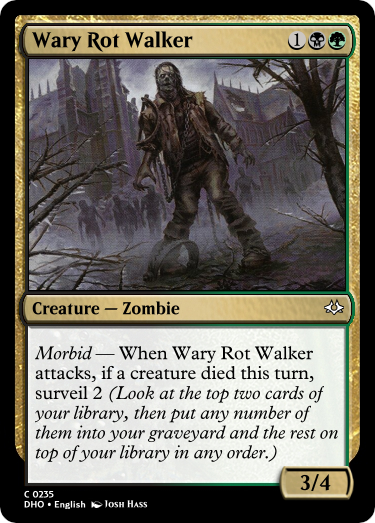 Wary Rot Walker 1
Creature — Zombie
Morbid — When Wary Rot Walker
attacks, if a creature died this turn,
surveil 2 (Look at the top two cards of
your library, then put any number of
them into your graveyard and the rest on
top of your library in any order.)
3/4
C 0235
DHO • English Josh Hass